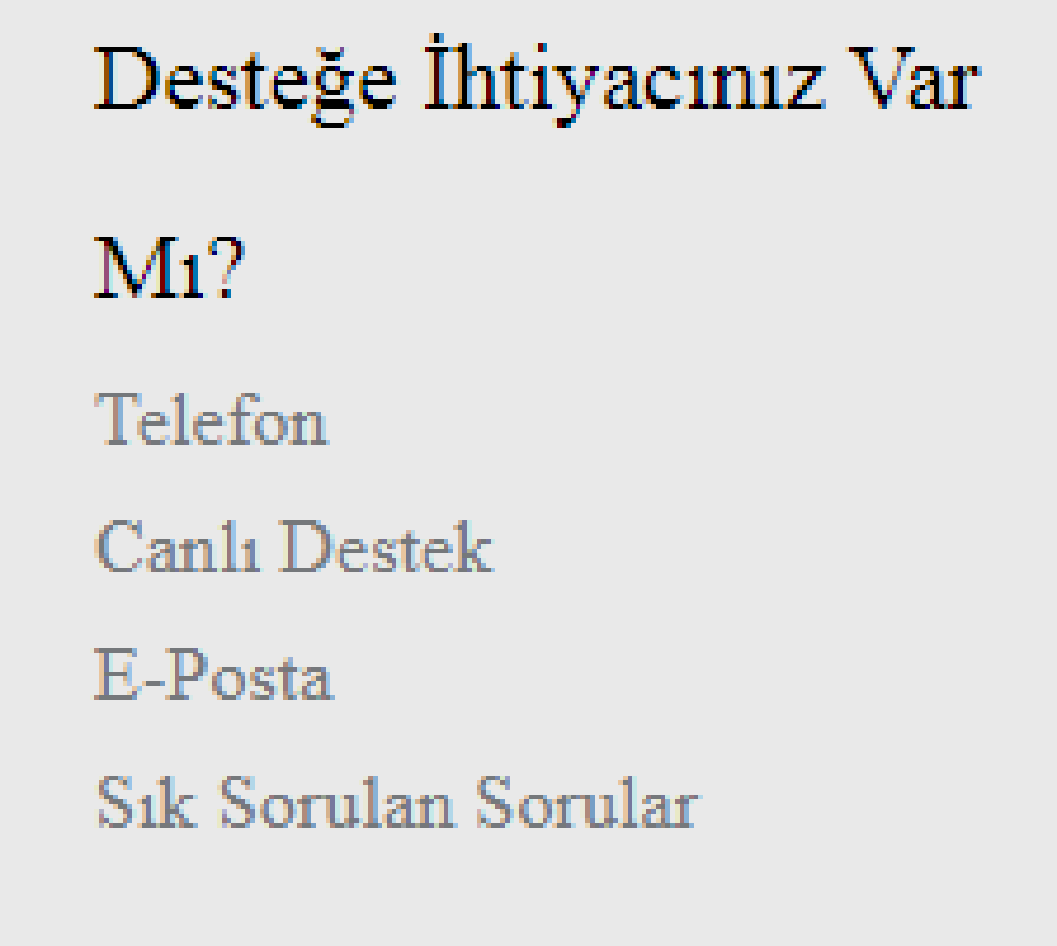 Desteğe İhtiyacınız Var
Mı?
Telefon
Canlı Destek
E-Posta
Sık Sorulan Sorular